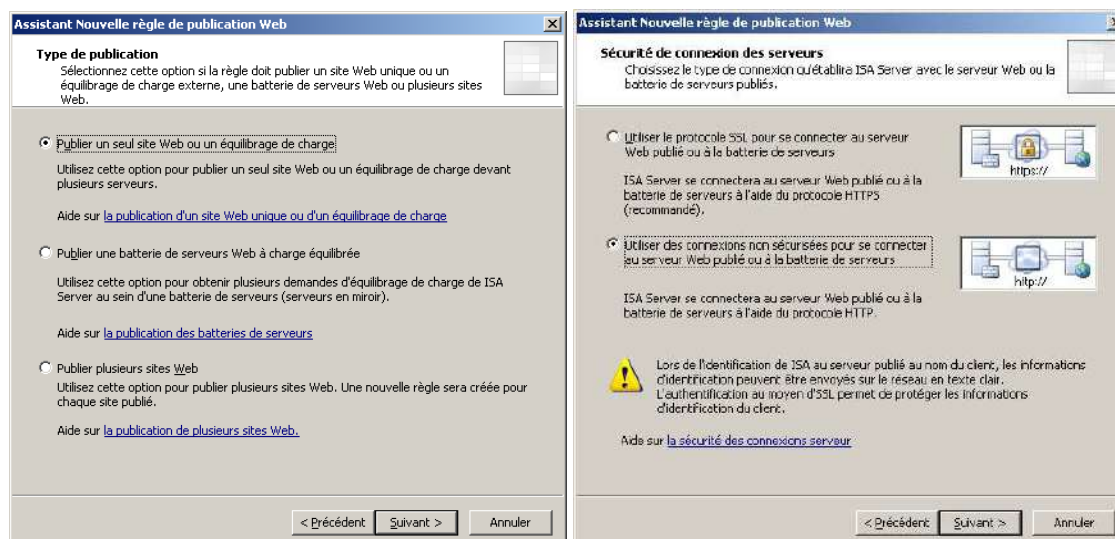 Assistant Nouvelle règle de publication Web
Type de publication
Sélectionnez cette option si la règle doit publier un site Web unique ou un
équilibrage de charge externe, une batterie de serveurs Web ou plusieurs sites
Web.
Publier un seul site Web ou un équilibrage de charge
Utilisez cette option pour publier un seul site Web ou un équilibrage de charge devant
plusieurs serveurs.
Aide sur la publication d'un site Web unique ou d'un équilibrage de charge
Publier une batterie de serveurs Web à charge équilibrée
Utilisez cette option pour obtenir plusieurs demandes d'équilibrage de charge de ISA
Server au sein d'une batterie de serveurs (serveurs en miroir).
Aide sur la publication des batteries de serveurs
Publier plusieurs sites Web
Utilisez cette option pour publier plusieurs sites Web. Une nouvelle règle sera créée pour
chaque site publié.
Aide sur la publication de plusieurs sites Web.
< Précédent
Suivant >
Annuler
Assistant Nouvelle règle de publication Web
Sécurité de connexion des serveurs
Choisissez le type de connexion qu'établira ISA Server avec le serveur Web ou la
batterie de serveurs publiés.
Utiliser le protocole SSL pour se connecter au serveur
Web publié ou à la batterie de serveurs
https://
ISA Server se connectera au serveur Web publié ou à la
batterie de serveurs à l'aide du protocole HTTPS
(recommandé).
Utiliser des connexions non sécurisées pour se connecter
au serveur Web publié ou à la batterie de serveurs
http://
ISA Server se connectera au serveur Web publié ou à la
batterie de serveurs à l'aide du protocole HTTP.
Lors de l'identification de ISA au serveur publié au nom du client, les informations
d'identification peuvent être envoyés sur le réseau en texte clair.
L'authentification au moyen d'SSL permet de protéger les informations
d'identification du client.
Aide sur la sécurité des connexions serveur
< Précédent
Suivant >
Annuler